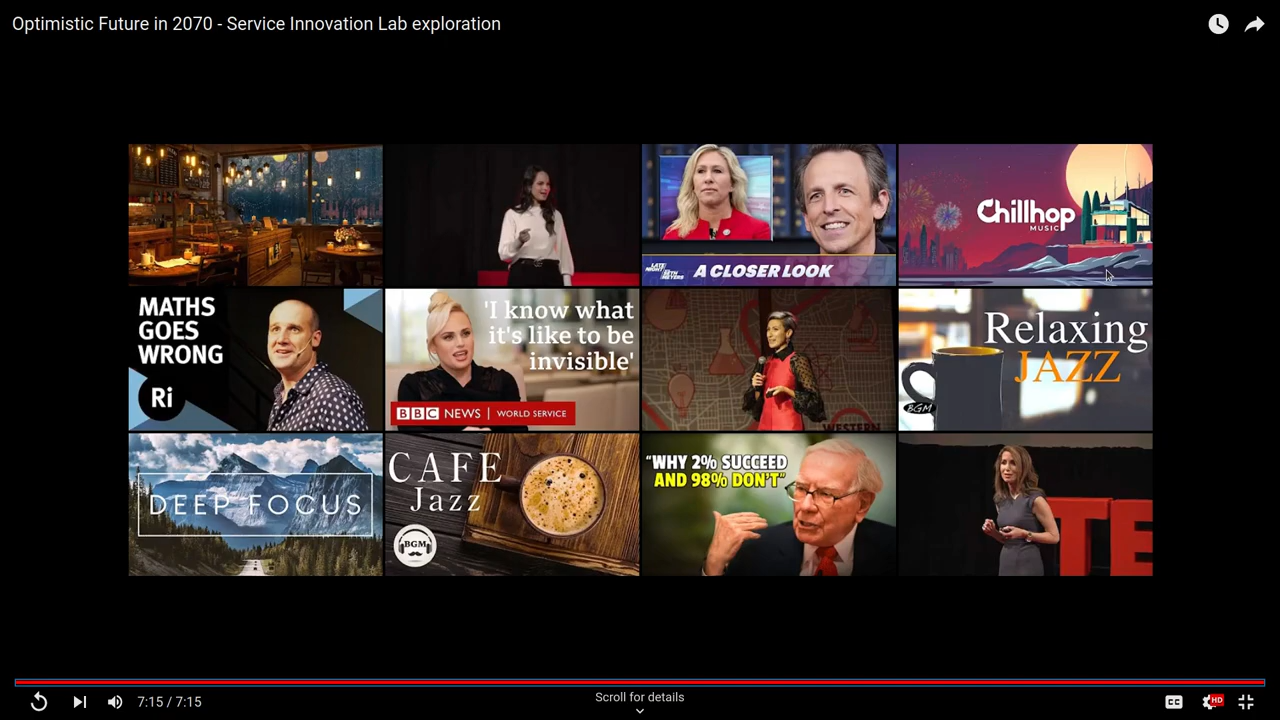 Optimistic Future in 2070 - Service Innovation Lab exploration
LATE NIGHT SETH MEYERS
A CLOSER LOOK
Chillhop
MUSIC
MATHS
GOES
WRONG
Ri
'I know what
it's like to be
invisible'
BBC NEWS | WORLD SERVICE
WESTERN
Relaxing
JAZZ
BGM
DEEP FOCUS
CAFE
Jazz
BGM
"WHY 2% SUCCEED
AND 98% DON'T"
TE
7:15 / 7:15
Scroll for details
CC
HD